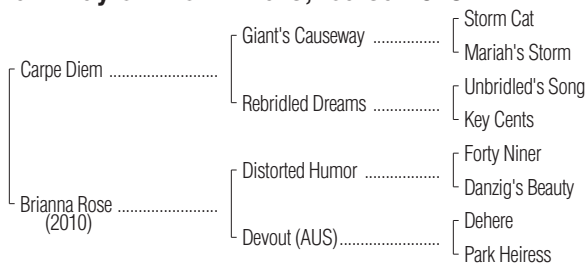 Storm Cat
Giant's Causeway ................
Mariah's Storm
Carpe Diem ..........................
Unbridled's Song
Rebridled Dreams ................
Key Cents
Forty Niner
Distorted Humor ..................
Danzig's Beauty
Brianna Rose ........................
(2010)
Dehere
Devout (AUS)........................
Park Heiress